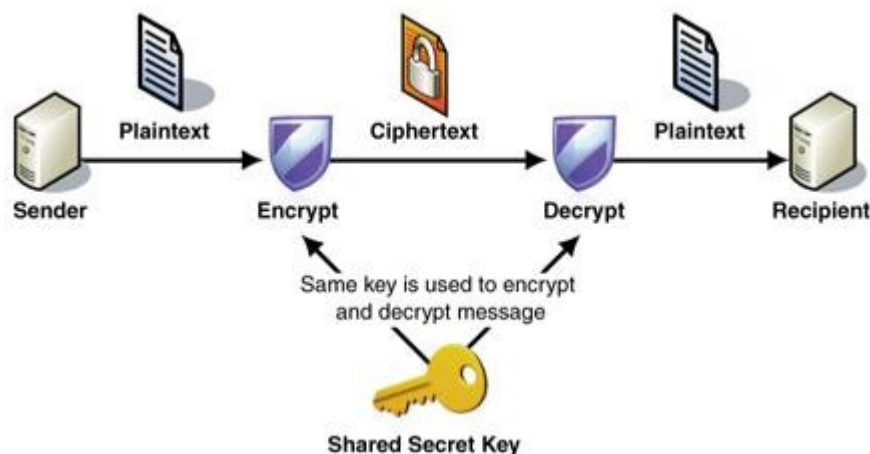 Plaintext
Ciphertext
Plaintext
Sender
Encrypt
Decrypt
Recipient
Same key is used to encrypt
and decrypt message
Shared Secret Key